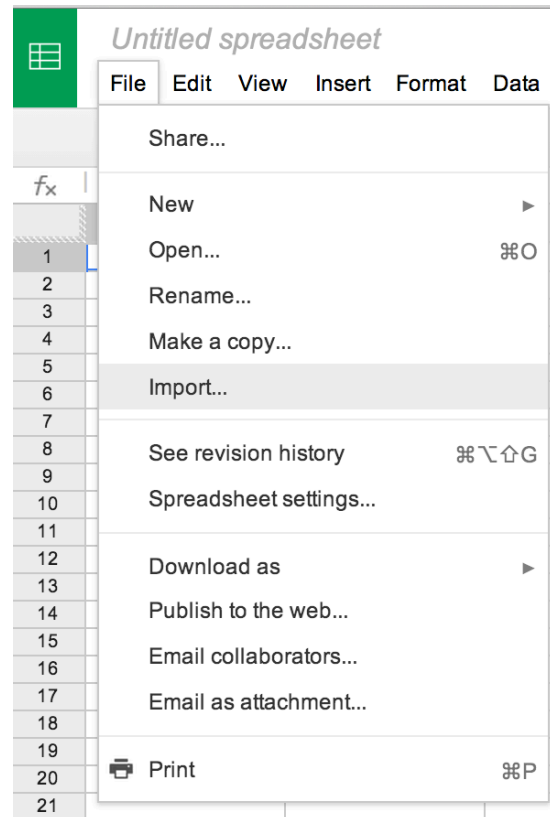 Untitled spreadsheet
File Edit View Insert Format Data
Share...
fx
New ▶
Open... ⌘O
Rename...
Make a copy...
Import...
See revision history ⌘⌥⇧G
Spreadsheet settings...
Download as ▶
Publish to the web...
Email collaborators...
Email as attachment...
Print ⌘P
1
2
3
4
5
6
7
8
9
10
11
12
13
14
15
16
17
18
19
20
21